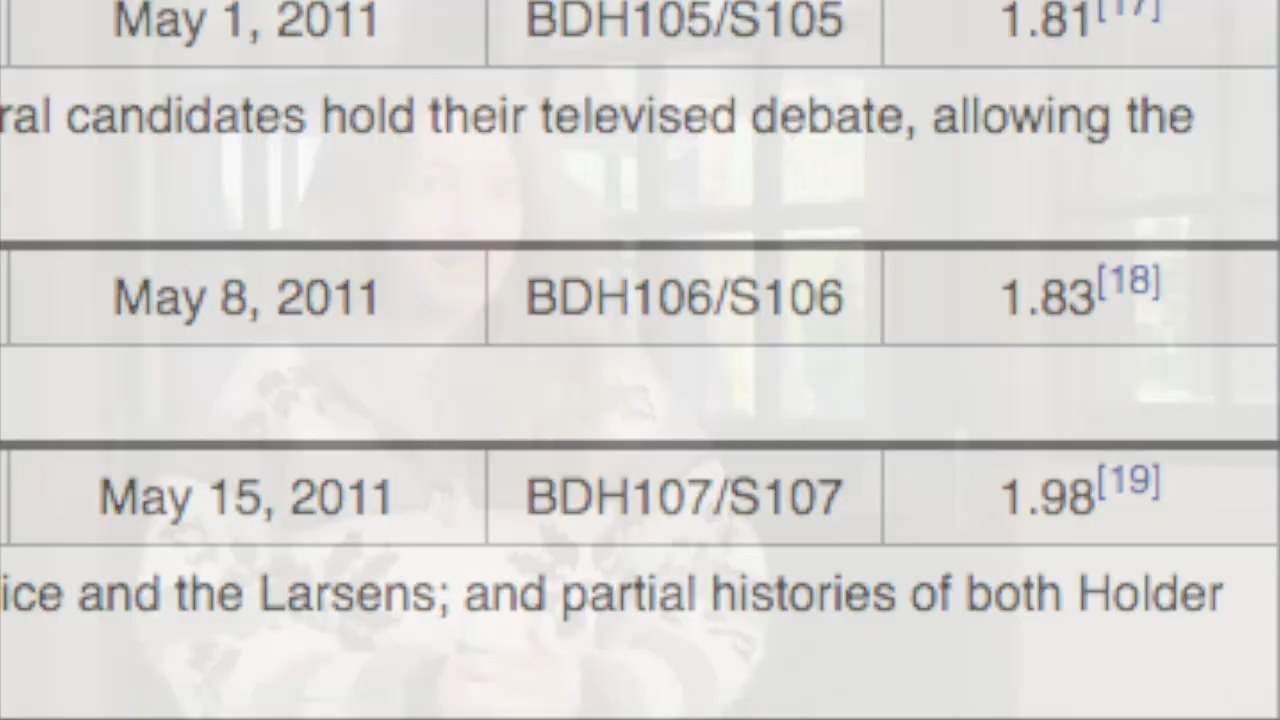 May 1, 2011 BDH105/S105 1.81[17]
ral candidates hold their televised debate, allowing the
May 8, 2011 BDH106/S106 1.83[18]
May 15, 2011 BDH107/S107 1.98[19]
ice and the Larsens; and partial histories of both Holder